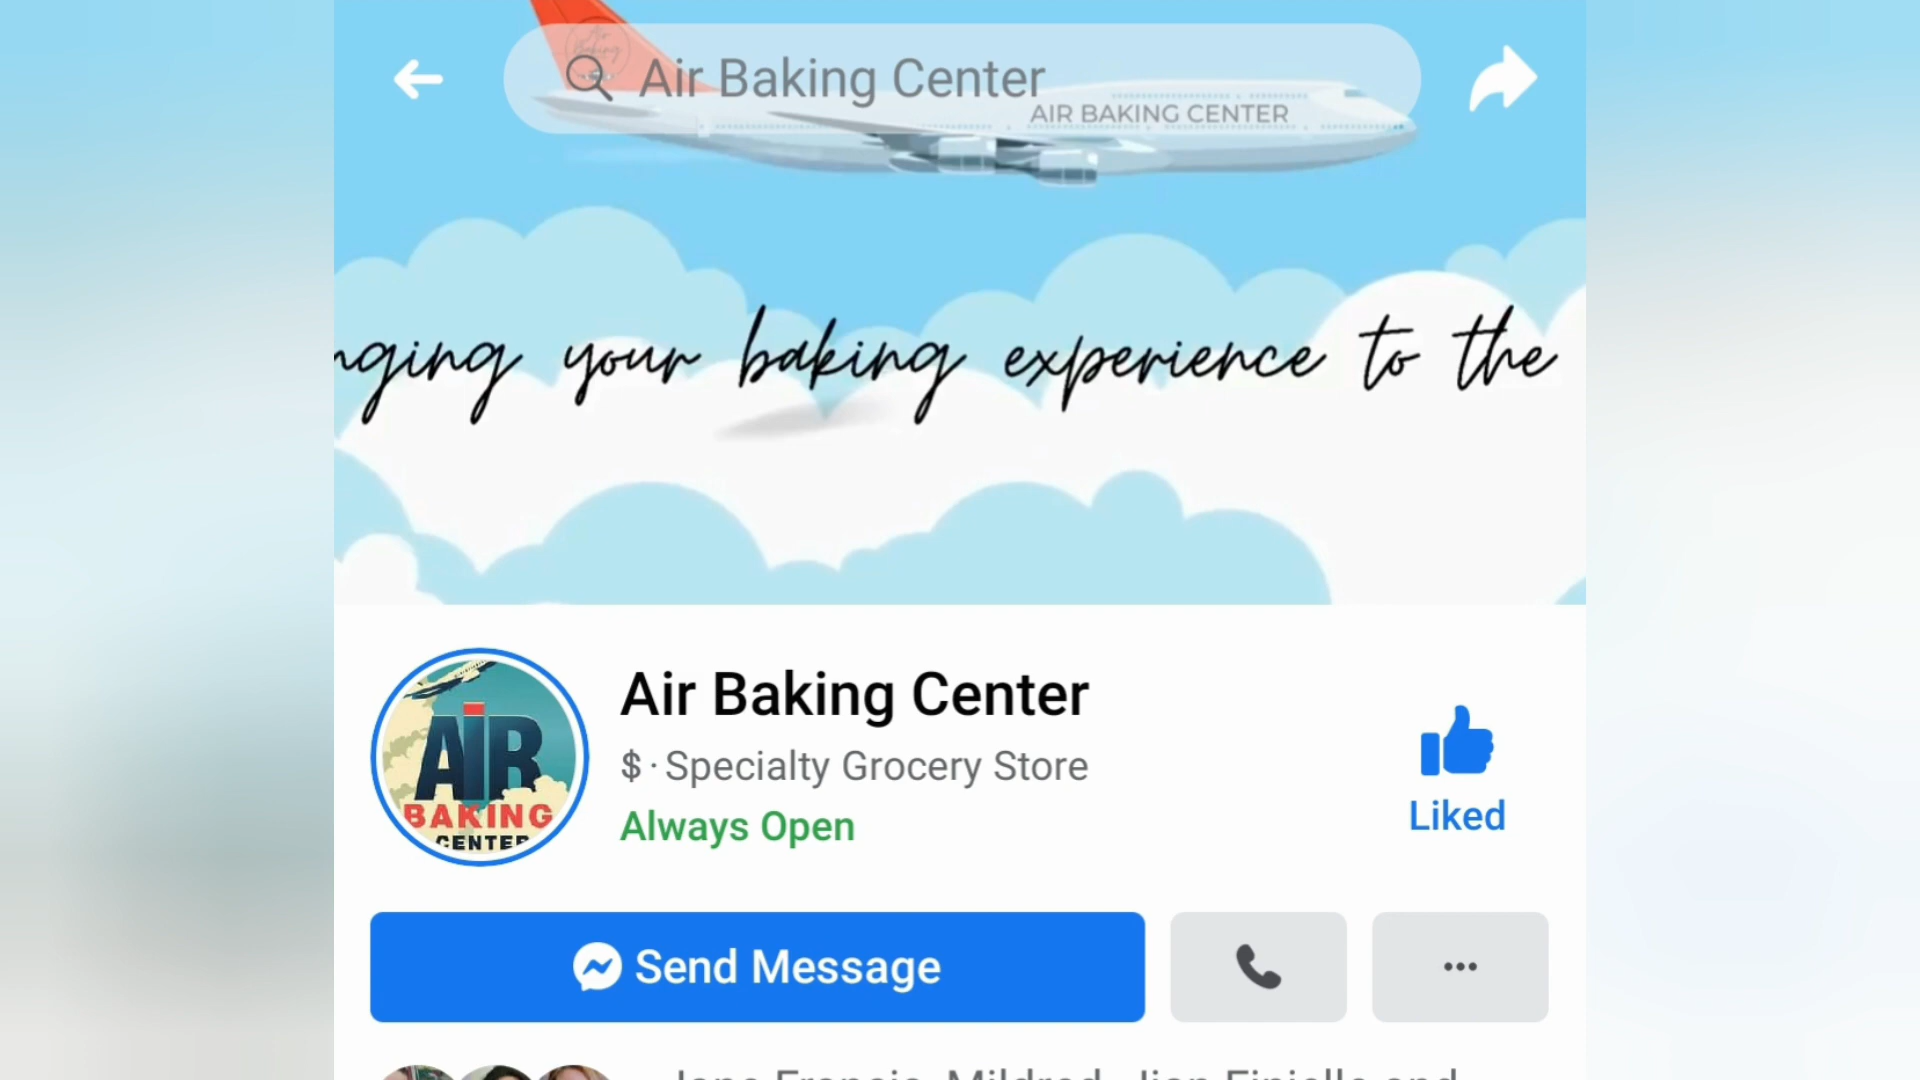 Air Baking Center
AIR BAKING CENTER
your baking experience to the
AIR
BAKING
CENTER
Air Baking Center
$ · Specialty Grocery Store
Always Open
Liked
Send Message